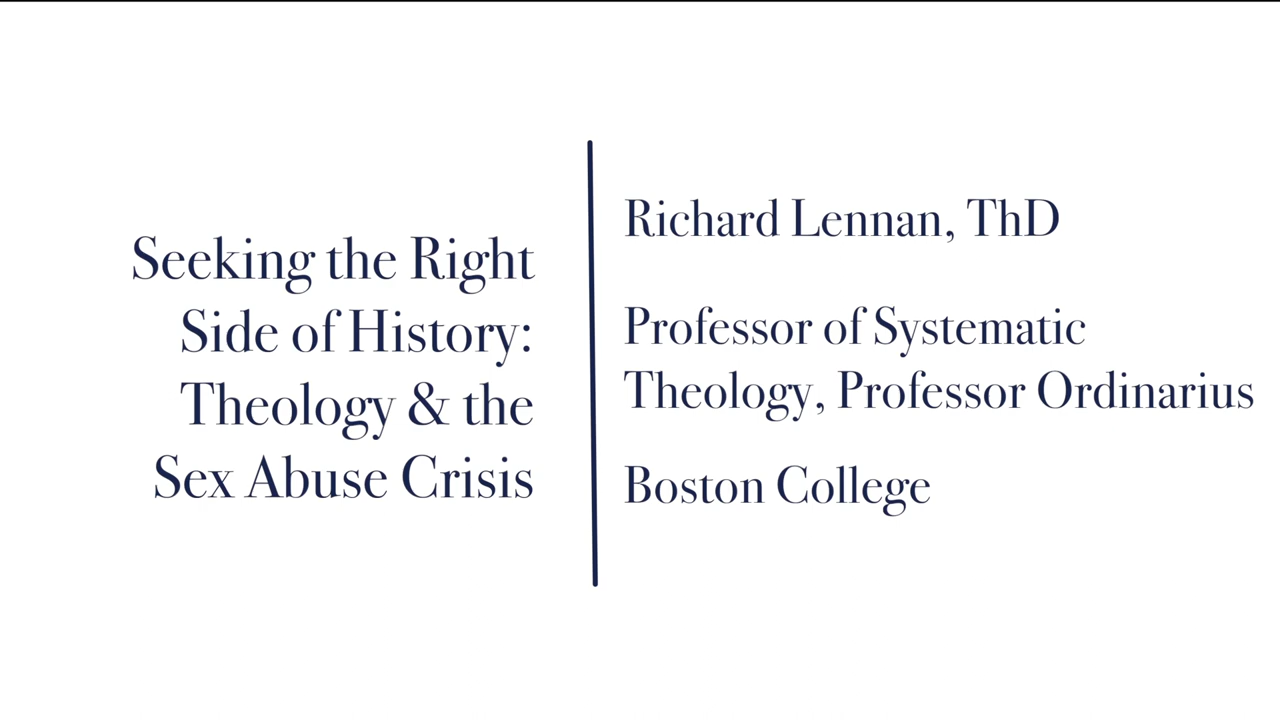 Seeking the Right
Side of History:
Theology & the
Sex Abuse Crisis
Richard Lennan, ThD
Professor of Systematic
Theology, Professor Ordinarius
Boston College